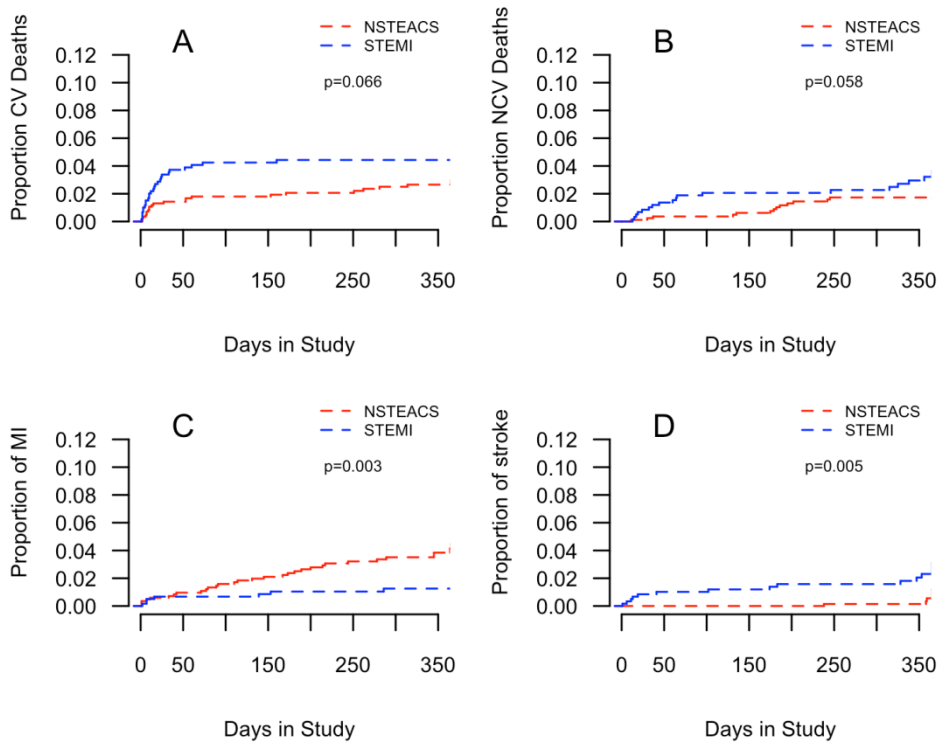 A
NSTEACS
STEMI
p=0.066
Proportion CV Deaths
0.12
0.10
0.08
0.06
0.04
0.02
0.00
0 50 150 250 350
Days in Study
B
NSTEACS
STEMI
p=0.058
Proportion NCV Deaths
0.12
0.10
0.08
0.06
0.04
0.02
0.00
0 50 150 250 350
Days in Study
C
NSTEACS
STEMI
p=0.003
Proportion of MI
0.12
0.10
0.08
0.06
0.04
0.02
0.00
0 50 150 250 350
Days in Study
D
NSTEACS
STEMI
p=0.005
Proportion of stroke
0.12
0.10
0.08
0.06
0.04
0.02
0.00
0 50 150 250 350
Days in Study